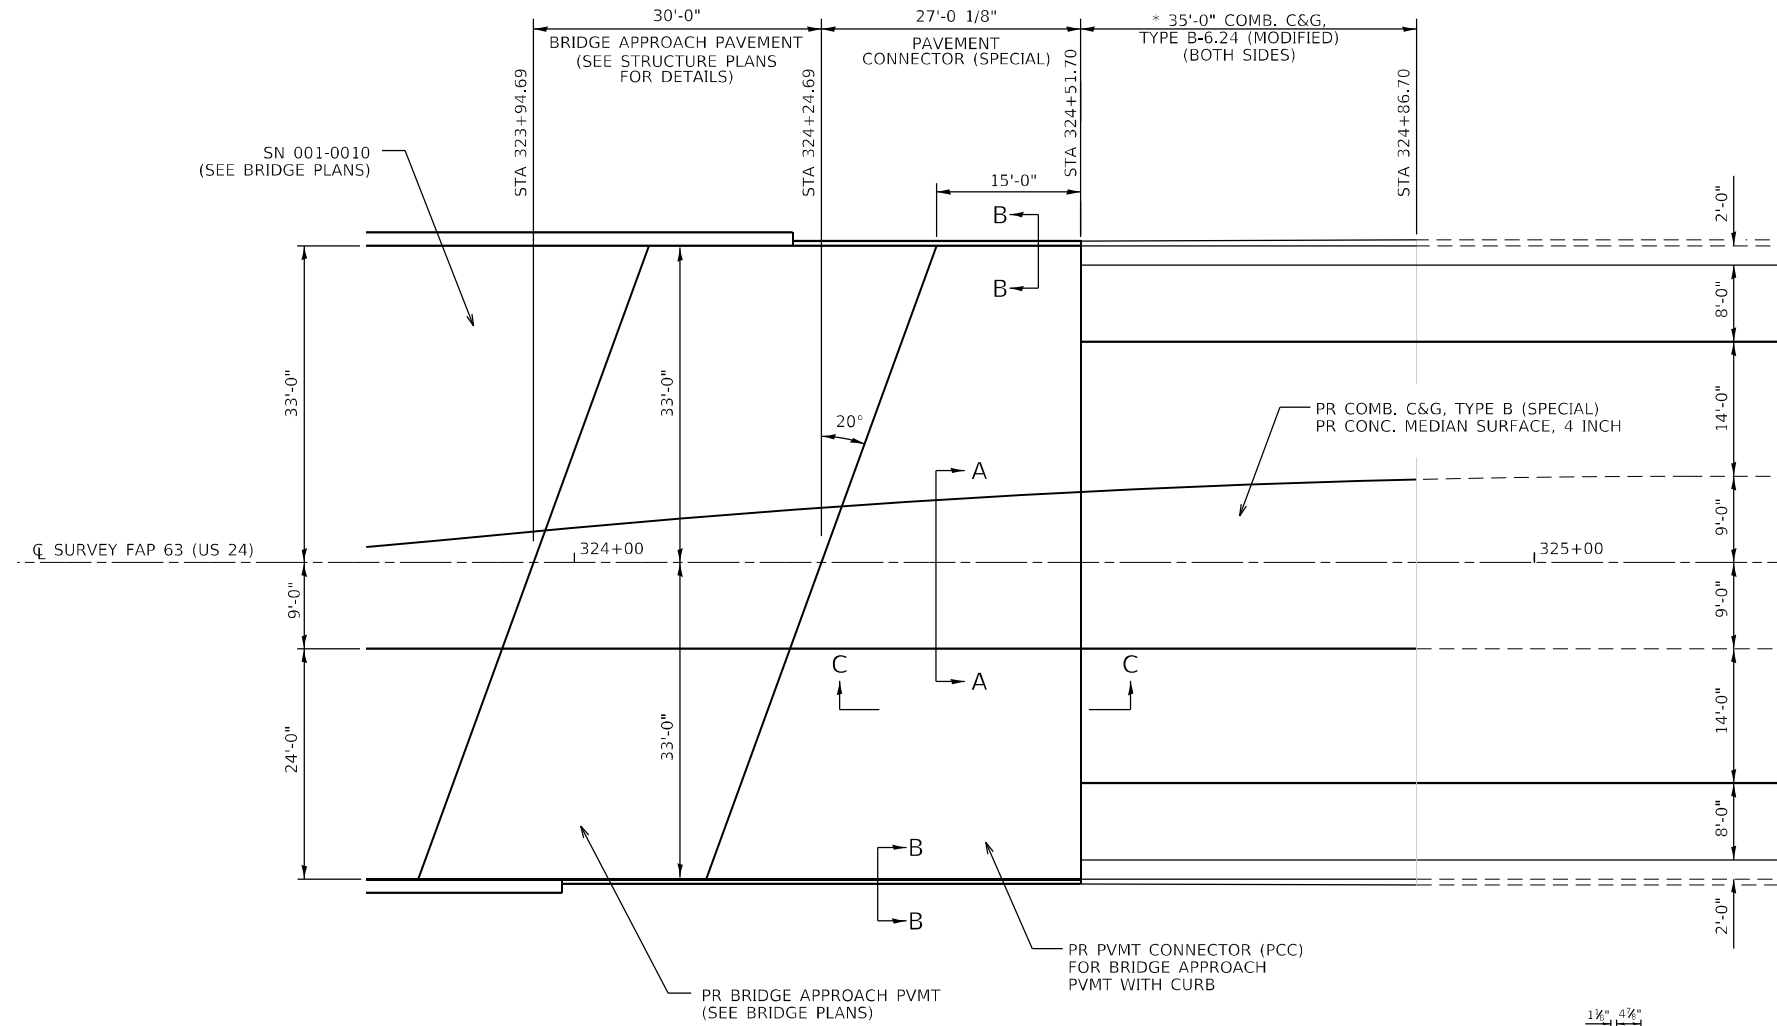 30'-0"
27'-0 1/8"
* 35'-0" COMB. C&G,
TYPE B-6.24 (MODIFIED)
(BOTH SIDES)
BRIDGE APPROACH PAVEMENT
(SEE STRUCTURE PLANS
FOR DETAILS)
PAVEMENT
CONNECTOR (SPECIAL)
STA 323+94.69
STA 324+24.69
STA 324+51.70
STA 324+86.70
SN 001-0010
(SEE BRIDGE PLANS)
15'-0"
B
B
2'-0"
8'-0"
33'-0"
33'-0"
20°
14'-0"
PR COMB. C&G, TYPE B (SPECIAL)
PR CONC. MEDIAN SURFACE, 4 INCH
A
9'-0"
℄ SURVEY FAP 63 (US 24)
324+00
325+00
9'-0"
9'-0"
C
A
C
24'-0"
33'-0"
14'-0"
8'-0"
B
B
2'-0"
PR PVMT CONNECTOR (PCC)
FOR BRIDGE APPROACH
PVMT WITH CURB
PR BRIDGE APPROACH PVMT
(SEE BRIDGE PLANS)
1⅛" 4⅞"